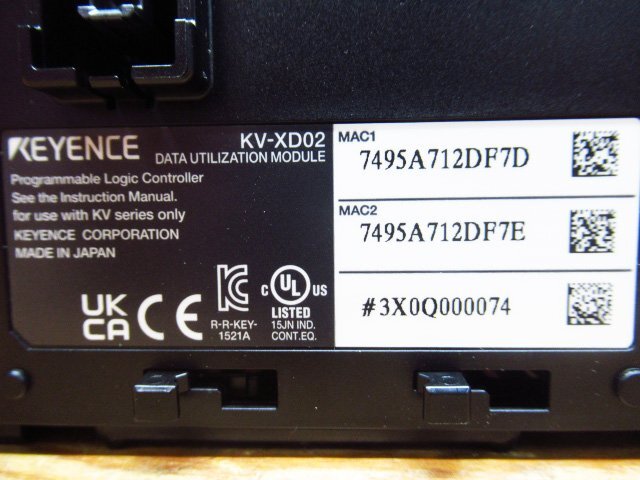 KEYENCE
KV-XD02
DATA UTILIZATION MODULE
Programmable Logic Controller
See the Instruction Manual.
for use with KV series only
KEYENCE CORPORATION
MADE IN JAPAN
UK
CA
CE
R-R-KEY-
1521A
C UL US
LISTED
15JN IND.
CONT.EQ.
MAC1
7495A712DF7D
MAC2
7495A712DF7E
#3X0Q000074